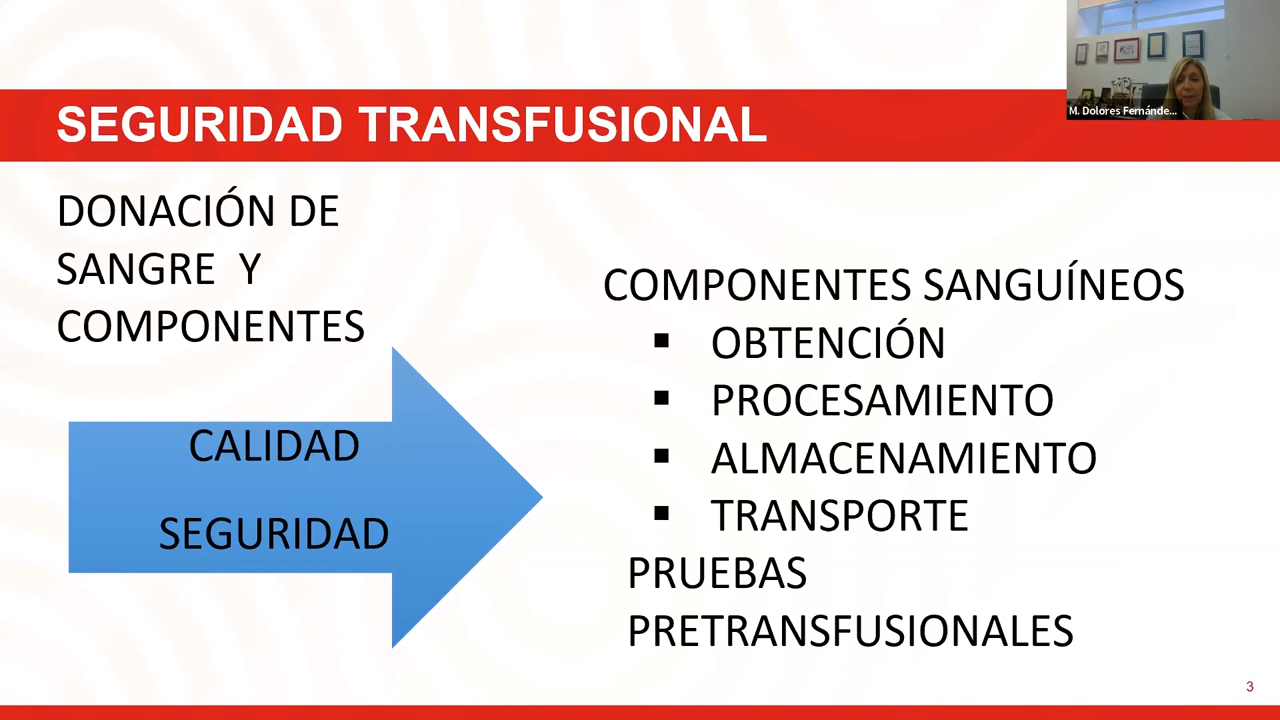 M. Dolores Fernánde...
SEGURIDAD TRANSFUSIONAL
DONACIÓN DE
SANGRE Y
COMPONENTES
CALIDAD
SEGURIDAD
COMPONENTES SANGUÍNEOS
▪ OBTENCIÓN
▪ PROCESAMIENTO
▪ ALMACENAMIENTO
▪ TRANSPORTE
PRUEBAS
PRETRANSFUSIONALES
3